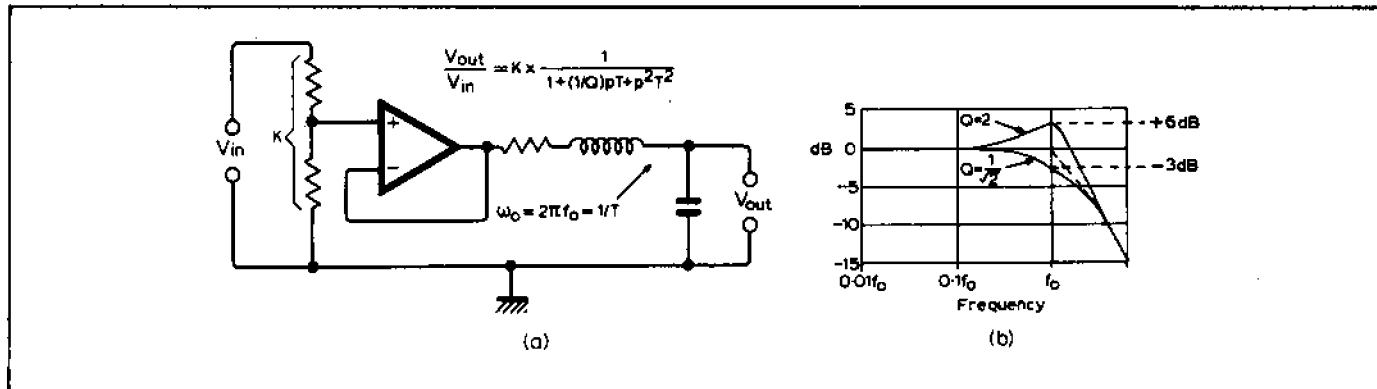 Vout/Vin = K x 1/(1+(1/Q)pT+p²T²)
K
Vin
+
−
ω₀ = 2πf₀ = 1/T
Vout
(a)
5
0
-5
-10
-15
dB
Q=2
Q=1/√2
+6dB
-3dB
0·01f₀ 0·1f₀ f₀
Frequency
(b)